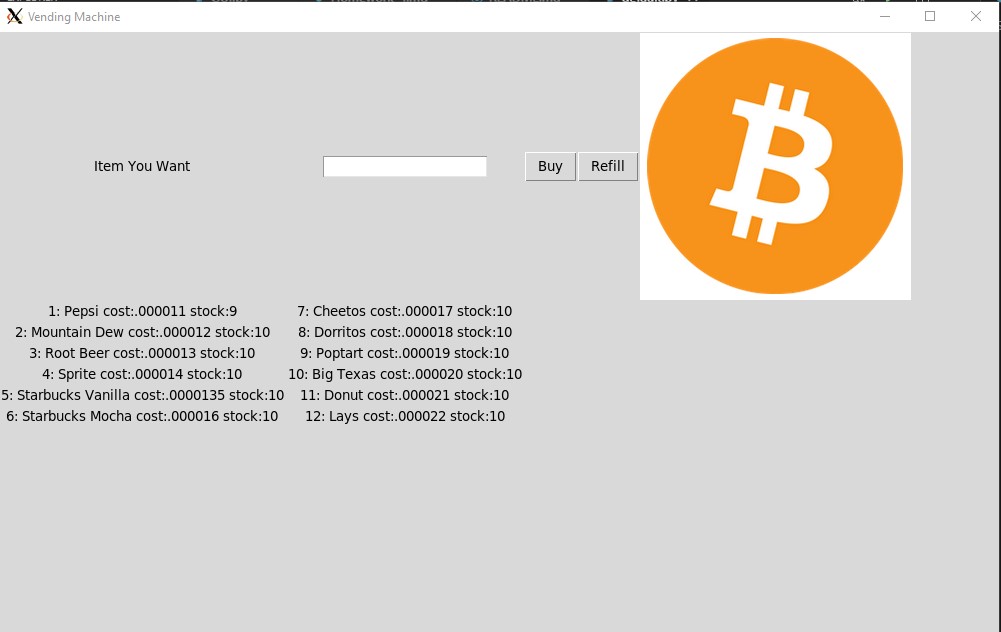 Vending Machine
Item You Want
Buy
Refill
1: Pepsi cost:.000011 stock:9
2: Mountain Dew cost:.000012 stock:10
3: Root Beer cost:.000013 stock:10
4: Sprite cost:.000014 stock:10
5: Starbucks Vanilla cost:.0000135 stock:10
6: Starbucks Mocha cost:.000016 stock:10
7: Cheetos cost:.000017 stock:10
8: Dorritos cost:.000018 stock:10
9: Poptart cost:.000019 stock:10
10: Big Texas cost:.000020 stock:10
11: Donut cost:.000021 stock:10
12: Lays cost:.000022 stock:10